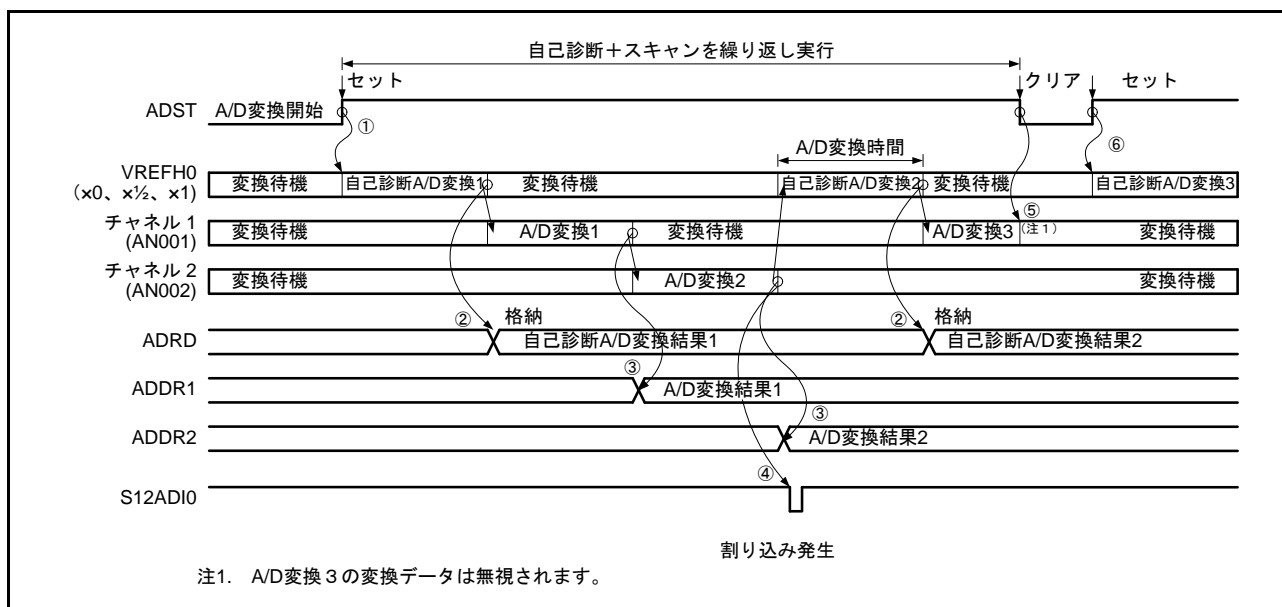 自己診断＋スキャンを繰り返し実行
セット
クリア
セット
ADST
A/D変換開始
①
⑥
A/D変換時間
VREFH0
（×0、×½、×1）
変換待機
自己診断A/D変換1
変換待機
自己診断A/D変換2
変換待機
自己診断A/D変換3
⑤
チャネル 1
(AN001)
変換待機
A/D変換1
変換待機
A/D変換3
(注１)
変換待機
チャネル 2
(AN002)
変換待機
A/D変換2
変換待機
②
格納
②
格納
ADRD
自己診断A/D変換結果1
自己診断A/D変換結果2
③
ADDR1
A/D変換結果1
③
ADDR2
A/D変換結果2
④
S12ADI0
割り込み発生
注1. A/D変換３の変換データは無視されます。